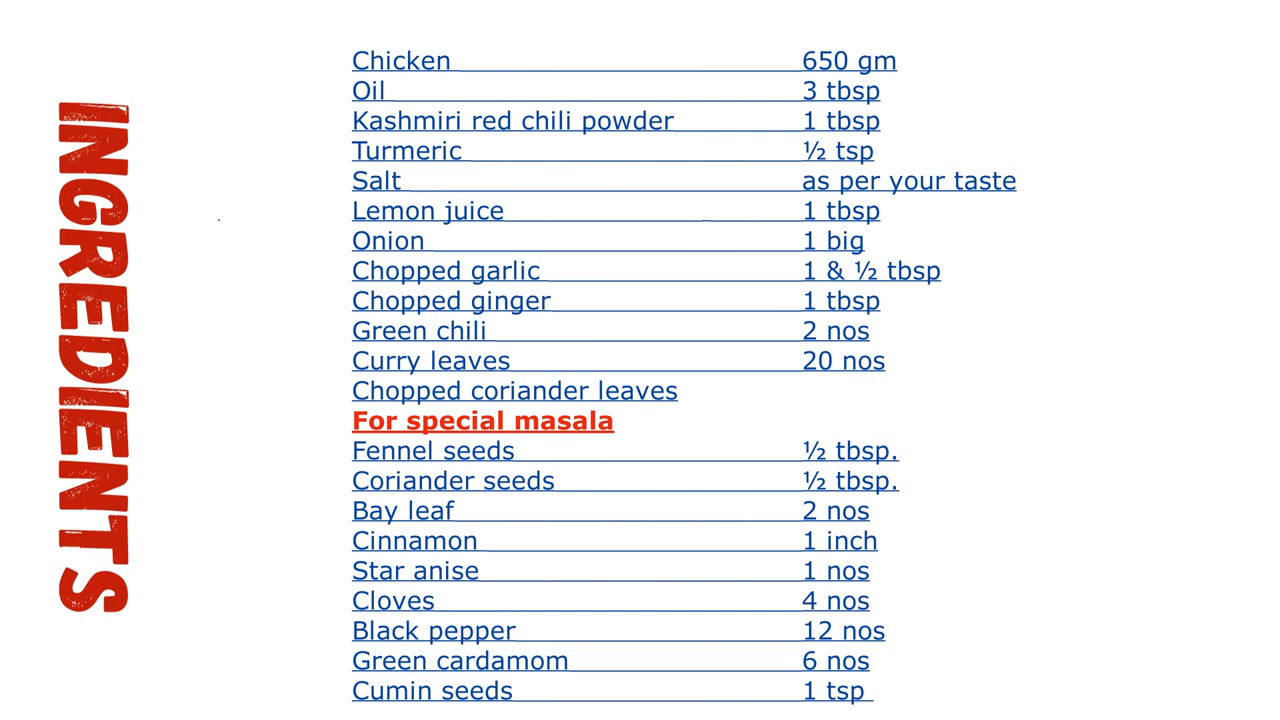 INGREDIENTS
Chicken 650 gm
Oil 3 tbsp
Kashmiri red chili powder 1 tbsp
Turmeric ½ tsp
Salt as per your taste
Lemon juice 1 tbsp
Onion 1 big
Chopped garlic 1 & ½ tbsp
Chopped ginger 1 tbsp
Green chili 2 nos
Curry leaves 20 nos
Chopped coriander leaves
For special masala
Fennel seeds ½ tbsp.
Coriander seeds ½ tbsp.
Bay leaf 2 nos
Cinnamon 1 inch
Star anise 1 nos
Cloves 4 nos
Black pepper 12 nos
Green cardamom 6 nos
Cumin seeds 1 tsp